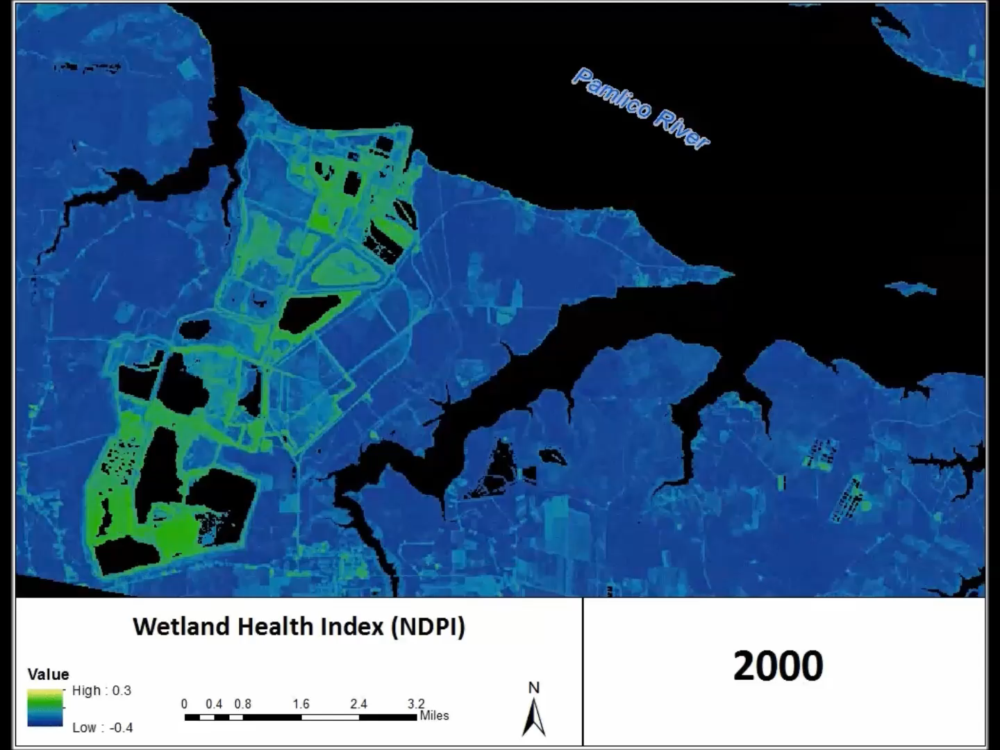 Pamlico River
Wetland Health Index (NDPI)
Value
High : 0.3
Low : -0.4
0 0.4 0.8 1.6 2.4 3.2
Miles
N
2000